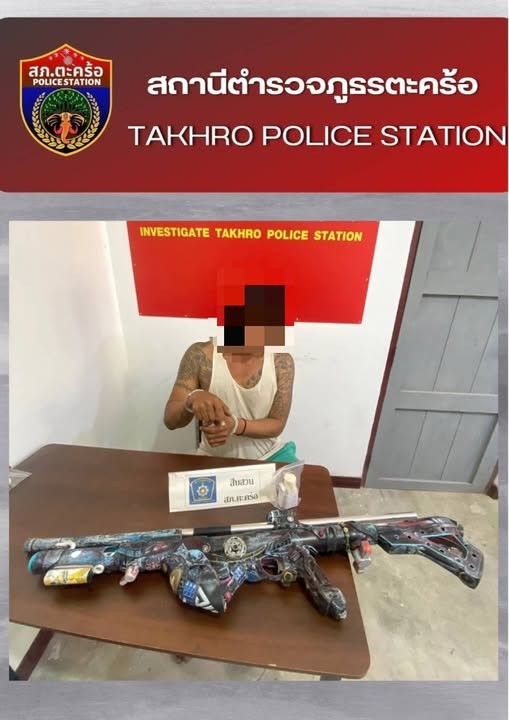 สภ.ตะคร้อ
POLICE STATION
สถานีตำรวจภูธรตะคร้อ
TAKHRO POLICE STATION
INVESTIGATE TAKHRO POLICE STATION
สืบสวน
สภ.ตะคร้อ